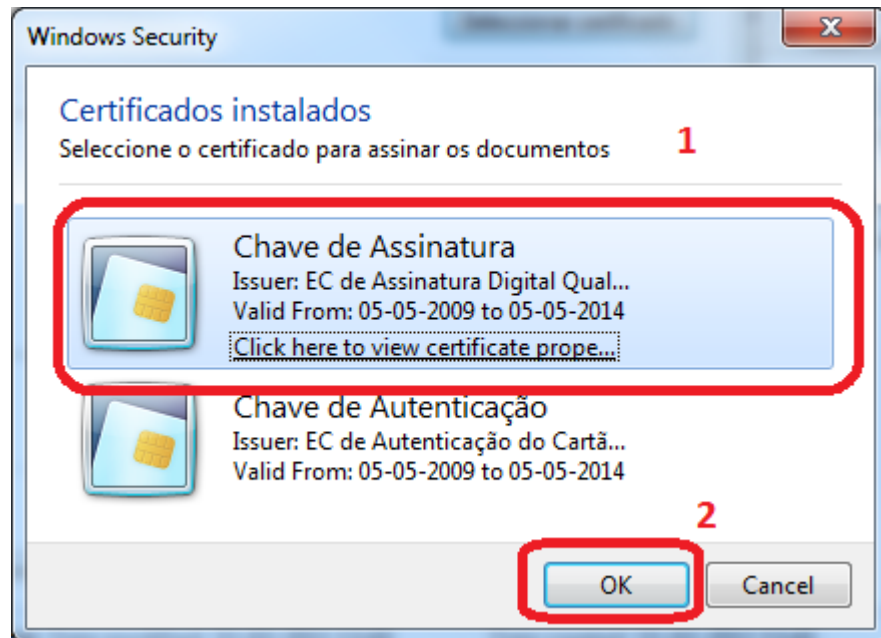 Windows Security
Certificados instalados
Seleccione o certificado para assinar os documentos
1
Chave de Assinatura
Issuer: EC de Assinatura Digital Qual...
Valid From: 05-05-2009 to 05-05-2014
Click here to view certificate prope...
Chave de Autenticação
Issuer: EC de Autenticação do Cartã...
Valid From: 05-05-2009 to 05-05-2014
2
OK Cancel